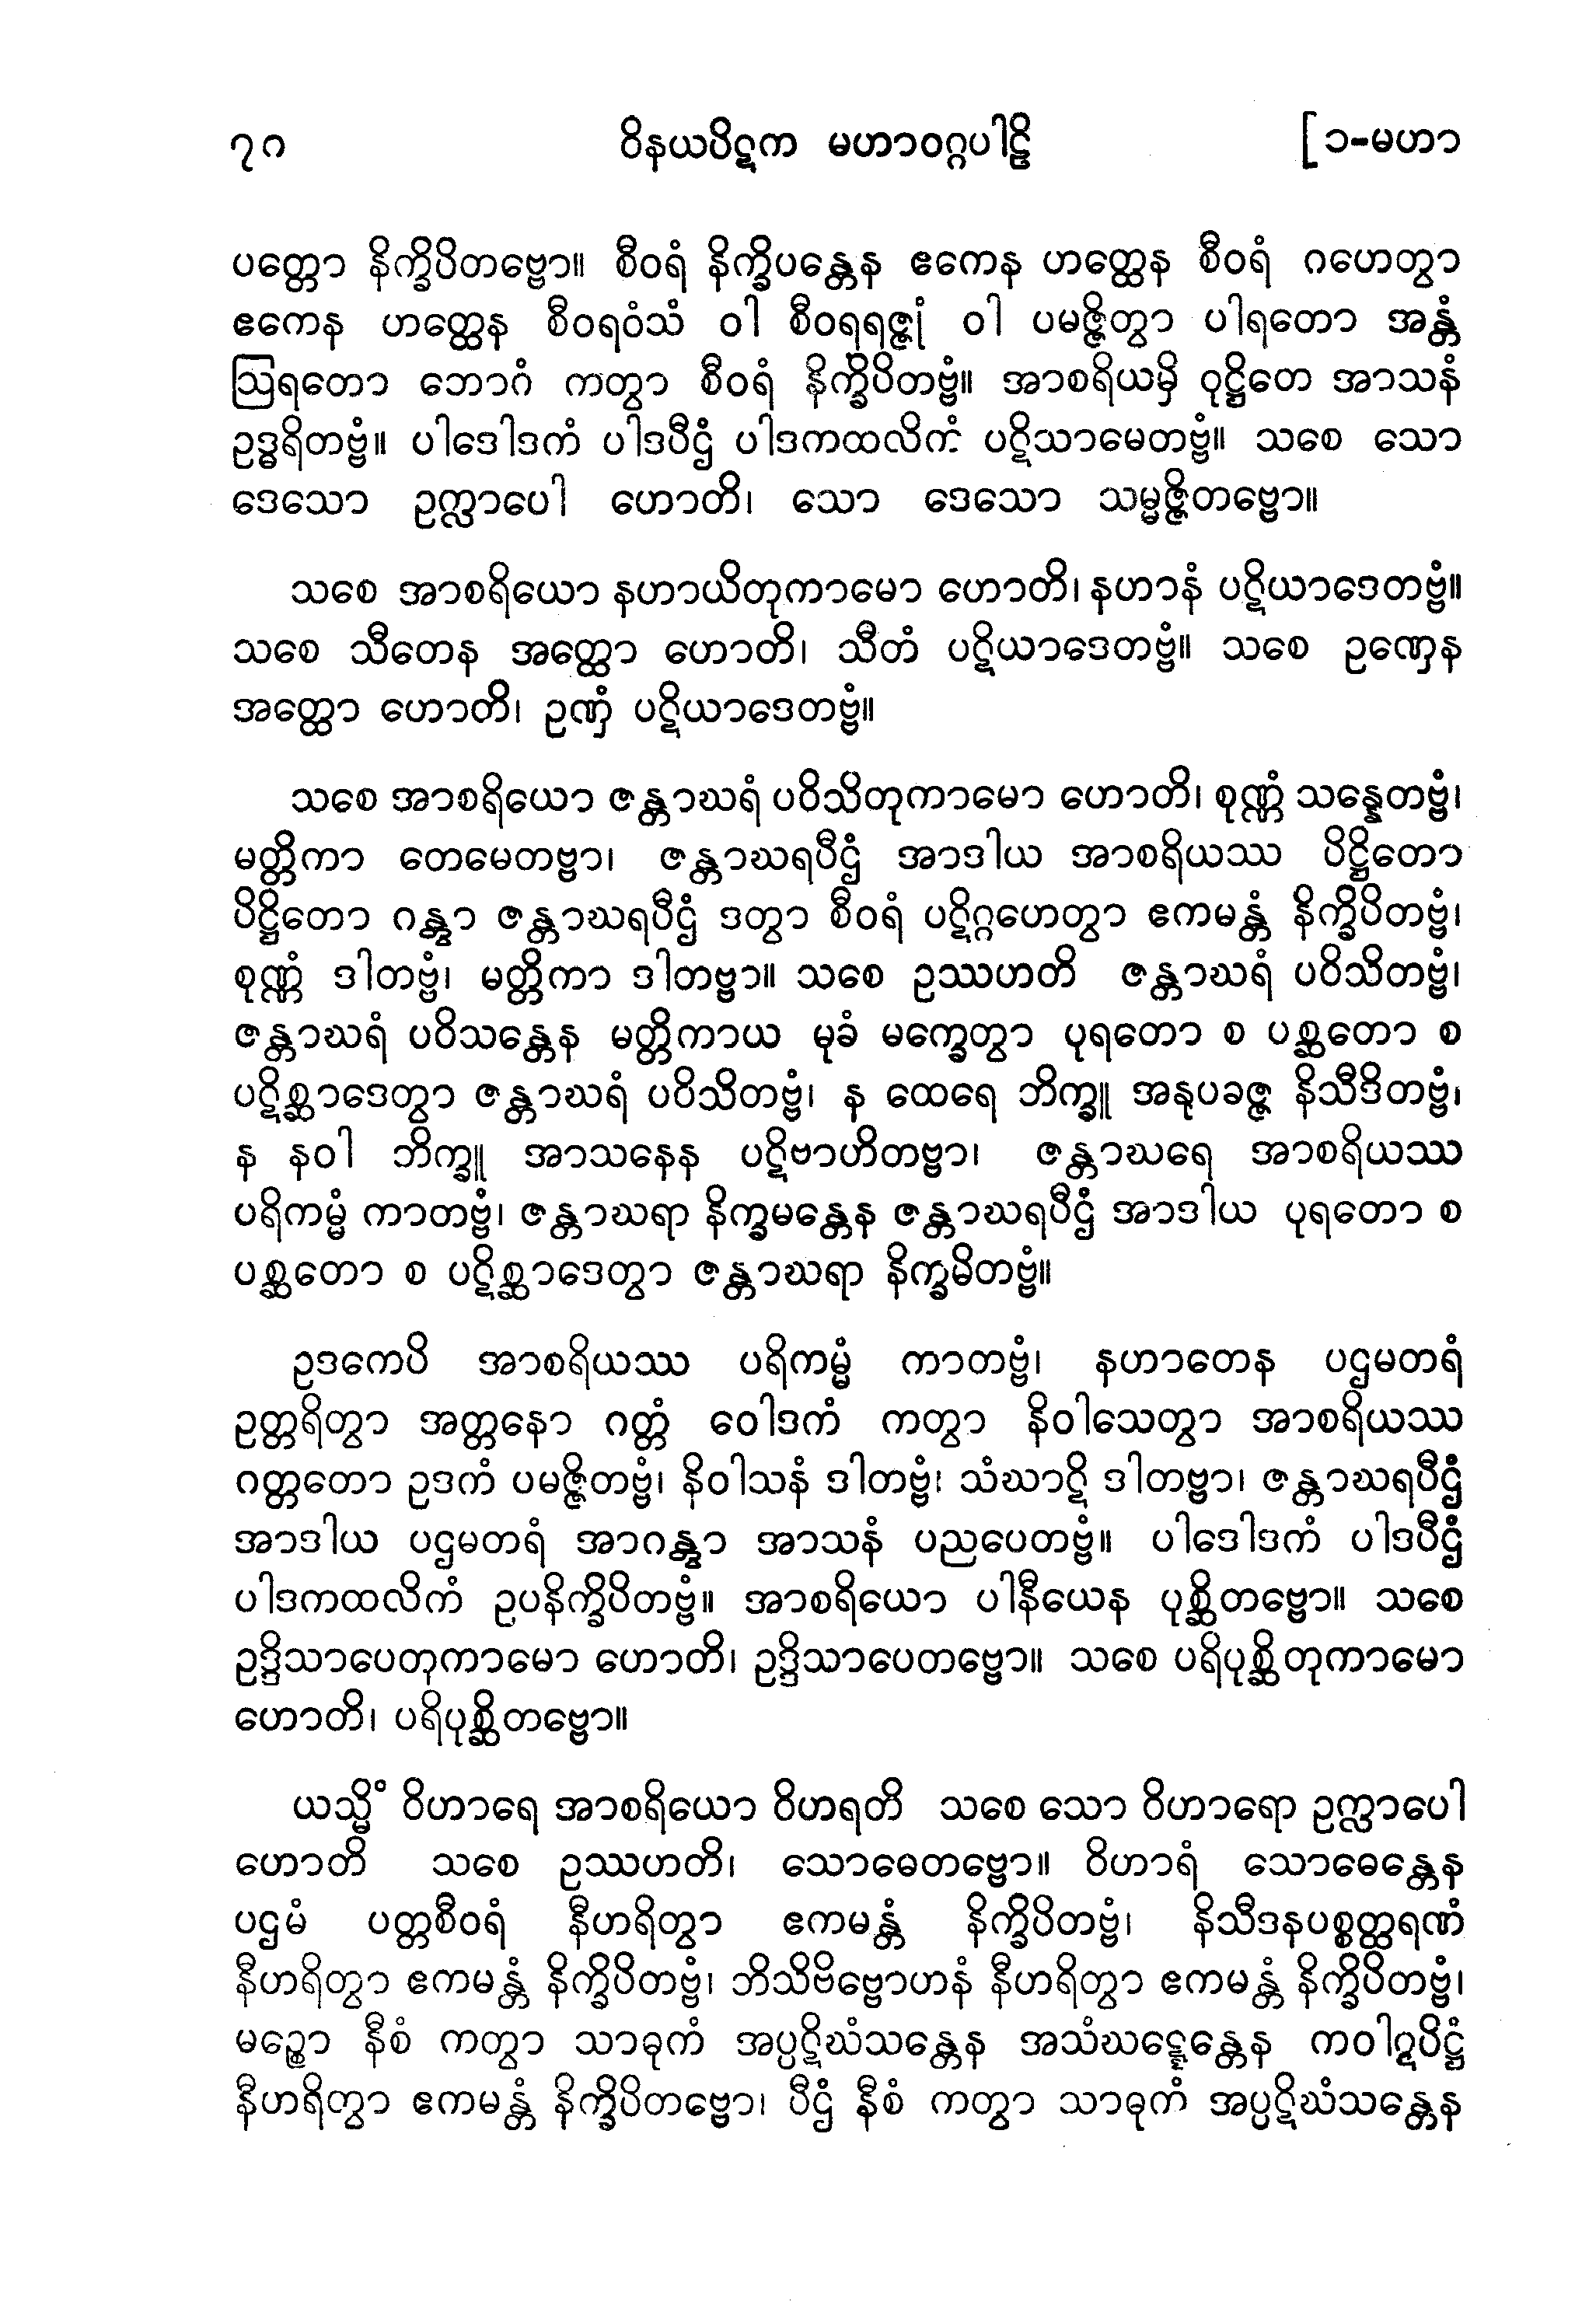 ၇ဂ ဝိနယပိဋက မဟာဝဂ္ဂပါဠိ [၁-မဟာ
ပတ္တော နိက္ခိပိတဗ္ဗော။ စီဝရံ နိက္ခိပန္တေန ဧကေန ဟတ္ထေန စီဝရံ ဂဟေတွာ
ဧကေန ဟတ္ထေန စီဝရဝံသံ ဝါ စီဝရရဇ္ဇုံ ဝါ ပမဇ္ဇိတွာ ပါရတော အန္တံ
ဩရတော ဘောဂံ ကတွာ စီဝရံ နိက္ခိပိတဗ္ဗံ။ အာစရိယမှိ ဝုဋ္ဌိတေ အာသနံ
ဥဒ္ဓရိတဗ္ဗံ။ ပါဒေါဒကံ ပါဒပီဌံ ပါဒကထလိကံ ပဋိသာမေတဗ္ဗံ။ သစေ သော
ဒေသော ဥက္လာပေါ ဟောတိ၊ သော ဒေသော သမ္မဇ္ဇိတဗ္ဗော။
သစေ အာစရိယော နဟာယိတုကာမော ဟောတိ၊ နဟာနံ ပဋိယာဒေတဗ္ဗံ။
သစေ သီတေန အတ္ထော ဟောတိ၊ သီတံ ပဋိယာဒေတဗ္ဗံ။ သစေ ဥဏှေန
အတ္ထော ဟောတိ၊ ဥဏှံ ပဋိယာဒေတဗ္ဗံ။
သစေ အာစရိယော ဇန္တာဃရံ ပဝိသိတုကာမော ဟောတိ၊ စုဏ္ဏံ သန္နေတဗ္ဗံ၊
မတ္တိကာ တေမေတဗ္ဗာ၊ ဇန္တာဃရပီဌံ အာဒါယ အာစရိယဿ ပိဋ္ဌိတော
ပိဋ္ဌိတော ဂန္တွာ ဇန္တာဃရပီဌံ ဒတွာ စီဝရံ ပဋိဂ္ဂဟေတွာ ဧကမန္တံ နိက္ခိပိတဗ္ဗံ၊
စုဏ္ဏံ ဒါတဗ္ဗံ၊ မတ္တိကာ ဒါတဗ္ဗာ။ သစေ ဥဿဟတိ ဇန္တာဃရံ ပဝိသိတဗ္ဗံ၊
ဇန္တာဃရံ ပဝိသန္တေန မတ္တိကာယ မုခံ မက္ခေတွာ ပုရတော စ ပစ္ဆတော စ
ပဋိစ္ဆာဒေတွာ ဇန္တာဃရံ ပဝိသိတဗ္ဗံ၊ န ထေရေ ဘိက္ခူ အနုပခဇ္ဇ နိသီဒိတဗ္ဗံ၊
န နဝါ ဘိက္ခူ အာသနေန ပဋိဗာဟိတဗ္ဗာ၊ ဇန္တာဃရေ အာစရိယဿ
ပရိကမ္မံ ကာတဗ္ဗံ၊ ဇန္တာဃရာ နိက္ခမန္တေန ဇန္တာဃရပီဌံ အာဒါယ ပုရတော စ
ပစ္ဆတော စ ပဋိစ္ဆာဒေတွာ ဇန္တာဃရာ နိက္ခမိတဗ္ဗံ။
ဥဒကေပိ အာစရိယဿ ပရိကမ္မံ ကာတဗ္ဗံ၊ နဟာတေန ပဌမတရံ
ဥတ္တရိတွာ အတ္တနော ဂတ္တံ ဝေါဒကံ ကတွာ နိဝါသေတွာ အာစရိယဿ
ဂတ္တတော ဥဒကံ ပမဇ္ဇိတဗ္ဗံ၊ နိဝါသနံ ဒါတဗ္ဗံ၊ သံဃာဋိ ဒါတဗ္ဗာ၊ ဇန္တာဃရပီဌံ
အာဒါယ ပဌမတရံ အာဂန္တွာ အာသနံ ပညပေတဗ္ဗံ။ ပါဒေါဒကံ ပါဒပီဌံ
ပါဒကထလိကံ ဥပနိက္ခိပိတဗ္ဗံ။ အာစရိယော ပါနီယေန ပုစ္ဆိတဗ္ဗော။ သစေ
ဥဒ္ဒိသာပေတုကာမော ဟောတိ၊ ဥဒ္ဒိသာပေတဗ္ဗော။ သစေ ပရိပုစ္ဆိတုကာမော
ဟောတိ၊ ပရိပုစ္ဆိတဗ္ဗော။
ယသ္မိံ ဝိဟာရေ အာစရိယော ဝိဟရတိ သစေ သော ဝိဟာရော ဥက္လာပေါ
ဟောတိ သစေ ဥဿဟတိ၊ သောဓေတဗ္ဗော။ ဝိဟာရံ သောဓေန္တေန
ပဌမံ ပတ္တစီဝရံ နီဟရိတွာ ဧကမန္တံ နိက္ခိပိတဗ္ဗံ၊ နိသီဒနပစ္စတ္ထရဏံ
နီဟရိတွာ ဧကမန္တံ နိက္ခိပိတဗ္ဗံ၊ ဘိသိဗိဗ္ဗောဟနံ နီဟရိတွာ ဧကမန္တံ နိက္ခိပိတဗ္ဗံ၊
မဉ္စော နီစံ ကတွာ သာဓုကံ အပ္ပဋိဃံသန္တေန အသံဃဋ္ဋေန္တေန ကဝါဋပိဋ္ဌံ
နီဟရိတွာ ဧကမန္တံ နိက္ခိပိတဗ္ဗော၊ ပီဌံ နီစံ ကတွာ သာဓုကံ အပ္ပဋိဃံသန္တေန